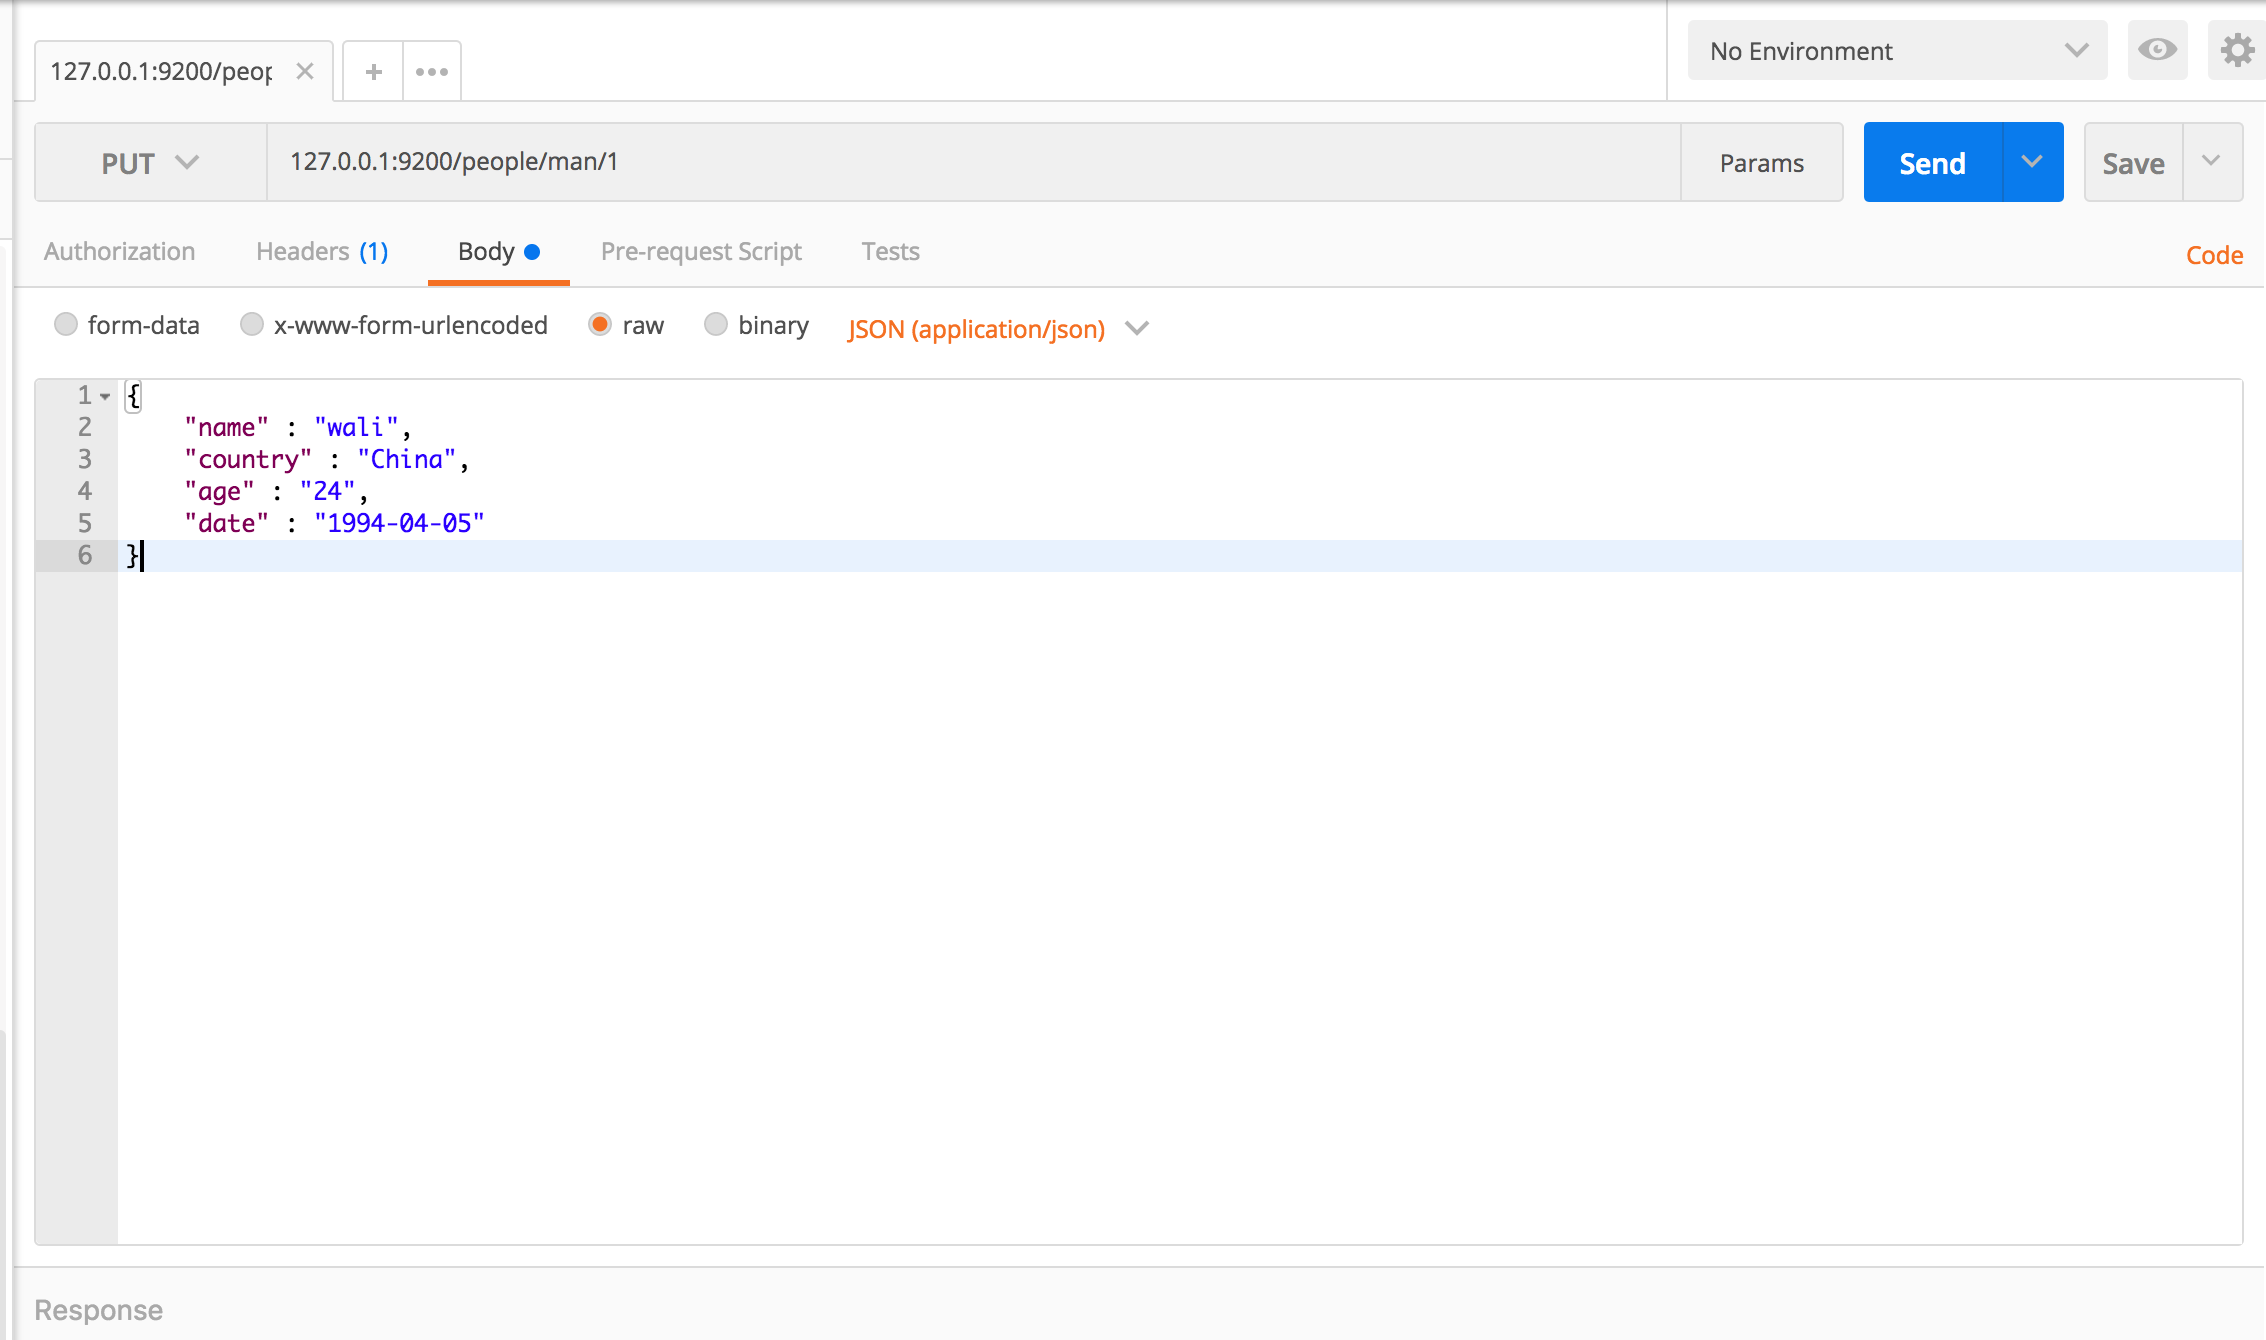 127.0.0.1:9200/peop
No Environment
PUT 127.0.0.1:9200/people/man/1 Params Send Save
Authorization Headers (1) Body Pre-request Script Tests Code
form-data x-www-form-urlencoded raw binary JSON (application/json)
1 {
2 "name" : "wali",
3 "country" : "China",
4 "age" : "24",
5 "date" : "1994-04-05"
6 }
Response